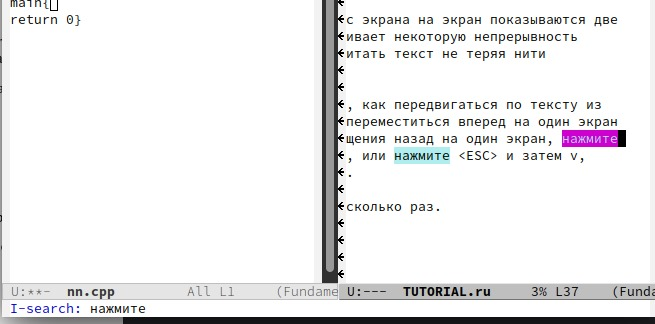 main{
return 0}
с экрана на экран показываются две
ивает некоторую непрерывность
итать текст не теряя нити
, как передвигаться по тексту из
переместиться вперед на один экран
щения назад на один экран, нажмите
, или нажмите <ESC> и затем v,
.
сколько раз.
U:**- nn.cpp All L1 (Fundame
U:--- TUTORIAL.ru 3% L37 (Funda
I-search: нажмите